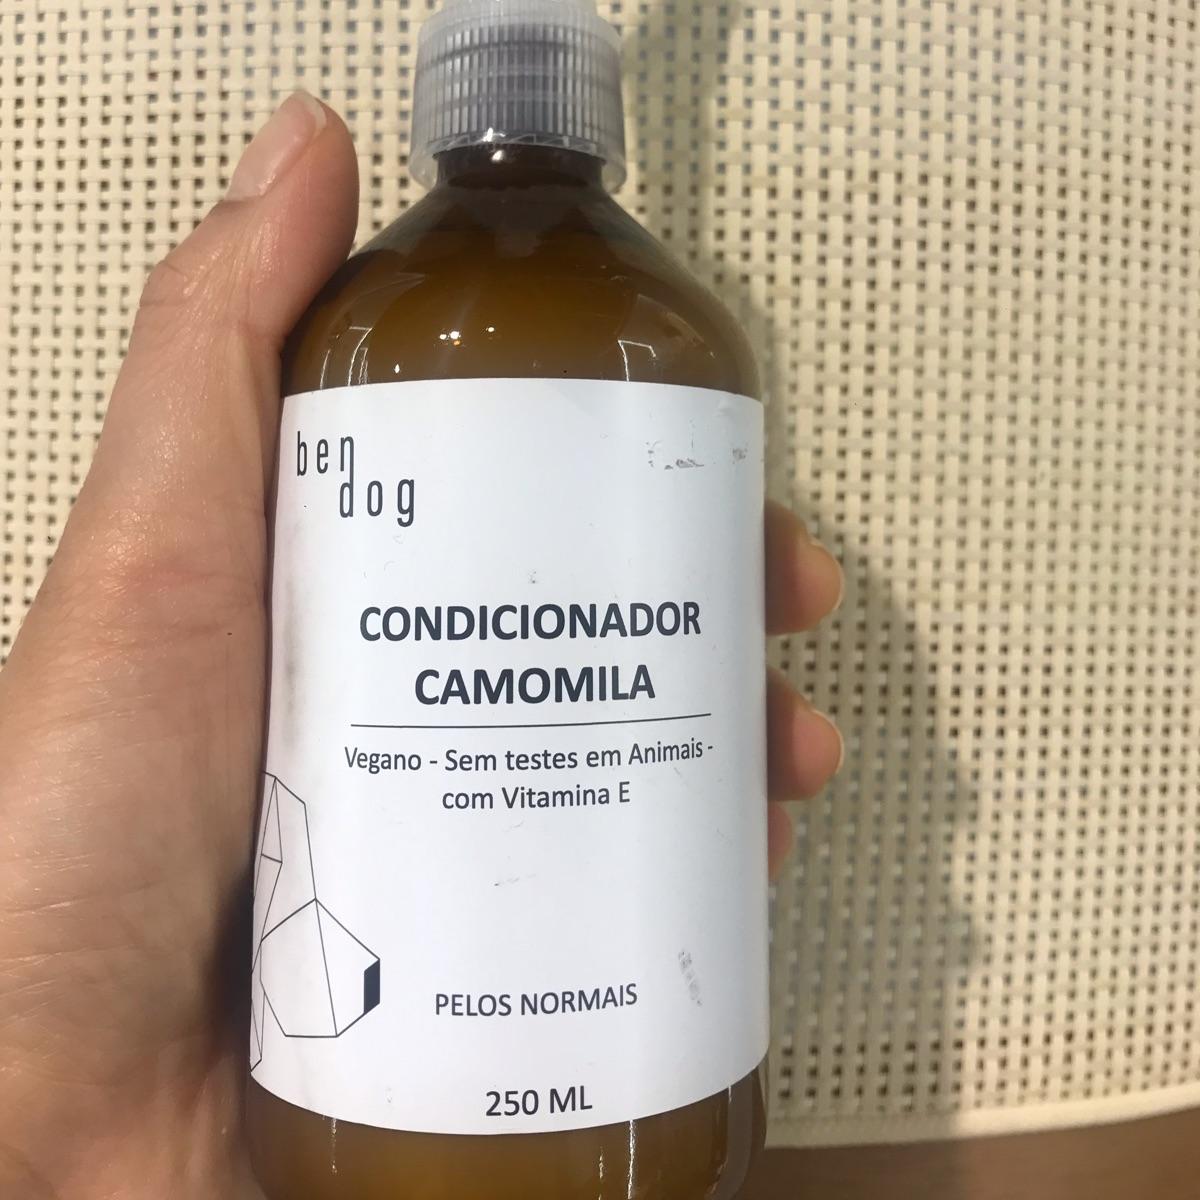 ben
dog
CONDICIONADOR
CAMOMILA
Vegano - Sem testes em Animais -
com Vitamina E
PELOS NORMAIS
250 ML